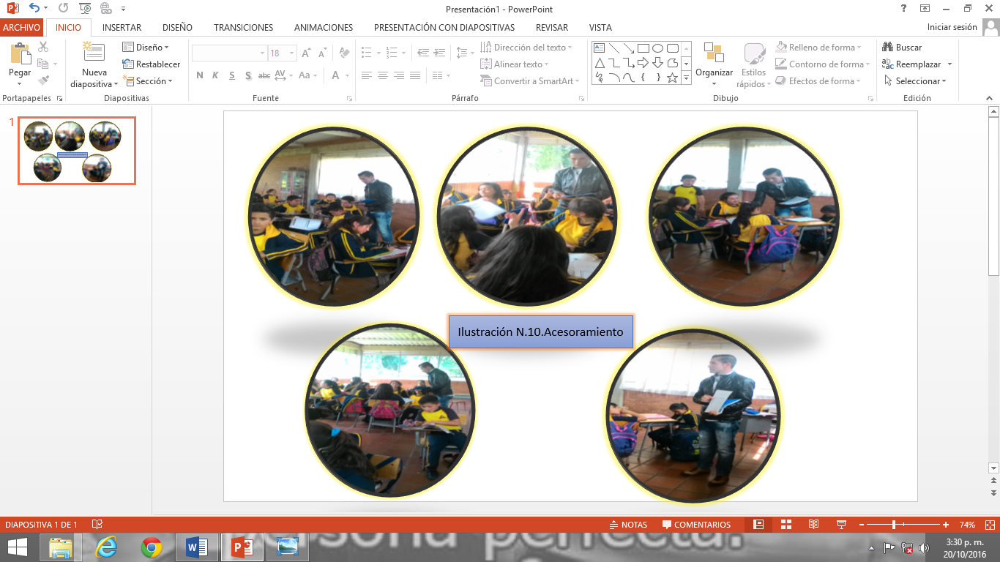 Presentación1 - PowerPoint
ARCHIVO INICIO INSERTAR DISEÑO TRANSICIONES ANIMACIONES PRESENTACIÓN CON DIAPOSITIVAS REVISAR VISTA Iniciar sesión
Pegar
Portapapeles
Nueva diapositiva
Diseño
Restablecer
Sección
Diapositivas
18
N K S S abc AV Aa A
Fuente
Dirección del texto
Alinear texto
Convertir a SmartArt
Párrafo
Organizar
Estilos rápidos
Relleno de forma
Contorno de forma
Efectos de forma
Dibujo
Buscar
Reemplazar
Seleccionar
Edición
1
Ilustración N.10.Acesoramiento
DIAPOSITIVA 1 DE 1 NOTAS COMENTARIOS 74%
perfecta.
3:30 p. m.
20/10/2016